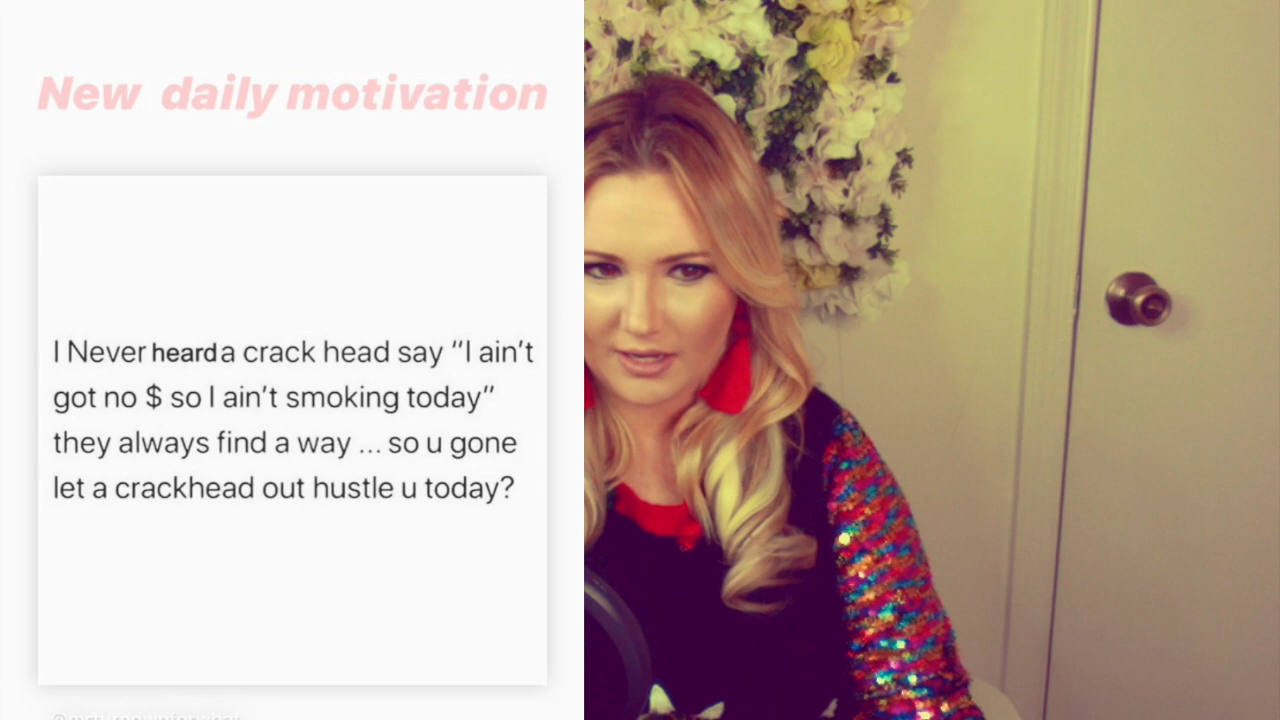 New daily motivation
I Never heard a crack head say “I ain’t
got no $ so I ain’t smoking today”
they always find a way ... so u gone
let a crackhead out hustle u today?